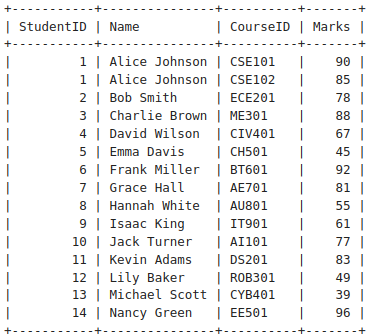 +-----------+---------------+----------+-------+
| StudentID | Name          | CourseID | Marks |
+-----------+---------------+----------+-------+
|         1 | Alice Johnson | CSE101   |    90 |
|         1 | Alice Johnson | CSE102   |    85 |
|         2 | Bob Smith     | ECE201   |    78 |
|         3 | Charlie Brown | ME301    |    88 |
|         4 | David Wilson  | CIV401   |    67 |
|         5 | Emma Davis    | CH501    |    45 |
|         6 | Frank Miller  | BT601    |    92 |
|         7 | Grace Hall    | AE701    |    81 |
|         8 | Hannah White  | AU801    |    55 |
|         9 | Isaac King    | IT901    |    61 |
|        10 | Jack Turner   | AI101    |    77 |
|        11 | Kevin Adams   | DS201    |    83 |
|        12 | Lily Baker    | ROB301   |    49 |
|        13 | Michael Scott | CYB401   |    39 |
|        14 | Nancy Green   | EE501    |    96 |
+-----------+---------------+----------+-------+